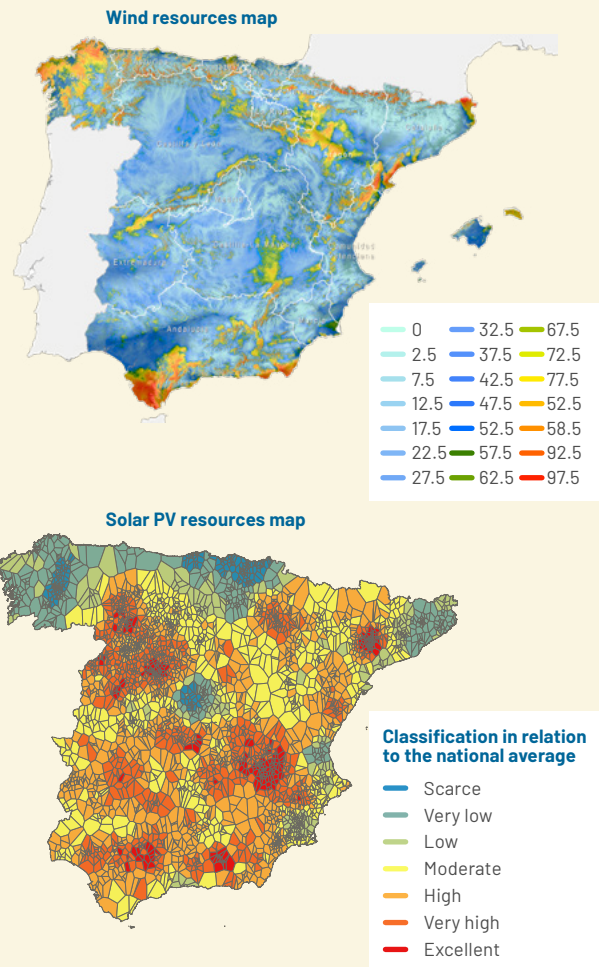 Wind resources map
Extremadura
Andalucía
0 32.5 67.5
2.5 37.5 72.5
7.5 42.5 77.5
12.5 47.5 52.5
17.5 52.5 58.5
22.5 57.5 92.5
27.5 62.5 97.5
Solar PV resources map
Classification in relation
to the national average
Scarce
Very low
Low
Moderate
High
Very high
Excellent